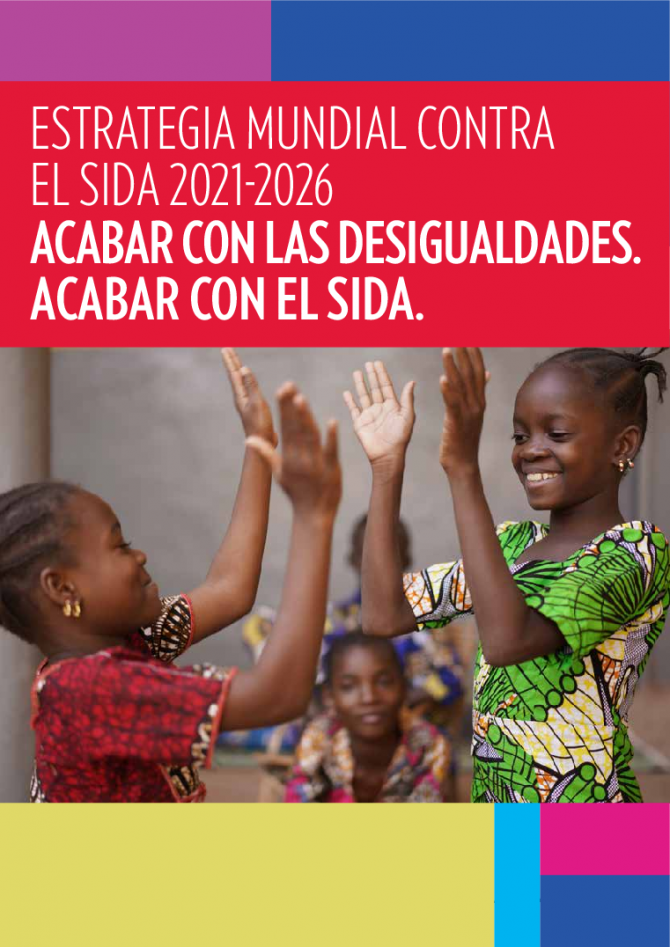 ESTRATEGIA MUNDIAL CONTRA
EL SIDA 2021-2026
ACABAR CON LAS DESIGUALDADES.
ACABAR CON EL SIDA.